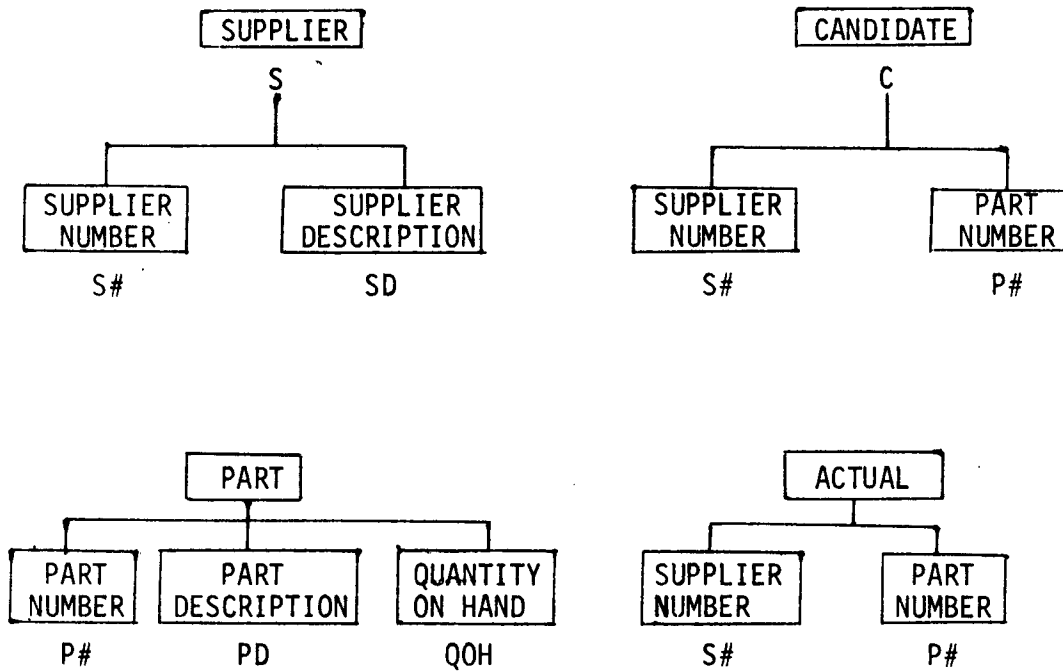 SUPPLIER
S
SUPPLIER
NUMBER
S#
SUPPLIER
DESCRIPTION
SD
CANDIDATE
C
SUPPLIER
NUMBER
S#
PART
NUMBER
P#
PART
PART
NUMBER
P#
PART
DESCRIPTION
PD
QUANTITY
ON HAND
QOH
ACTUAL
SUPPLIER
NUMBER
S#
PART
NUMBER
P#